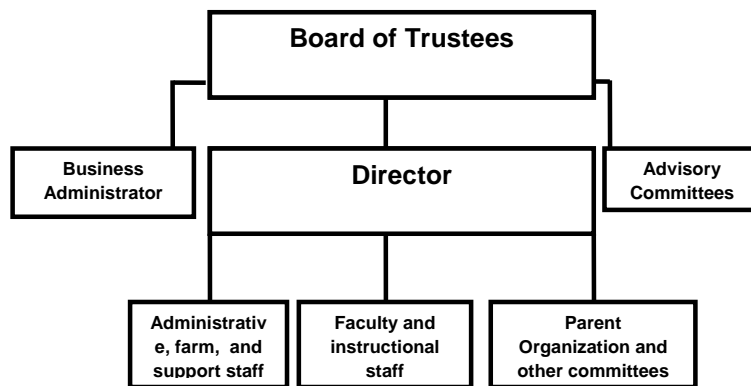 Board of Trustees
Business
Administrator
Director
Advisory
Committees
Administrativ
e, farm, and
support staff
Faculty and
instructional
staff
Parent
Organization and
other committees